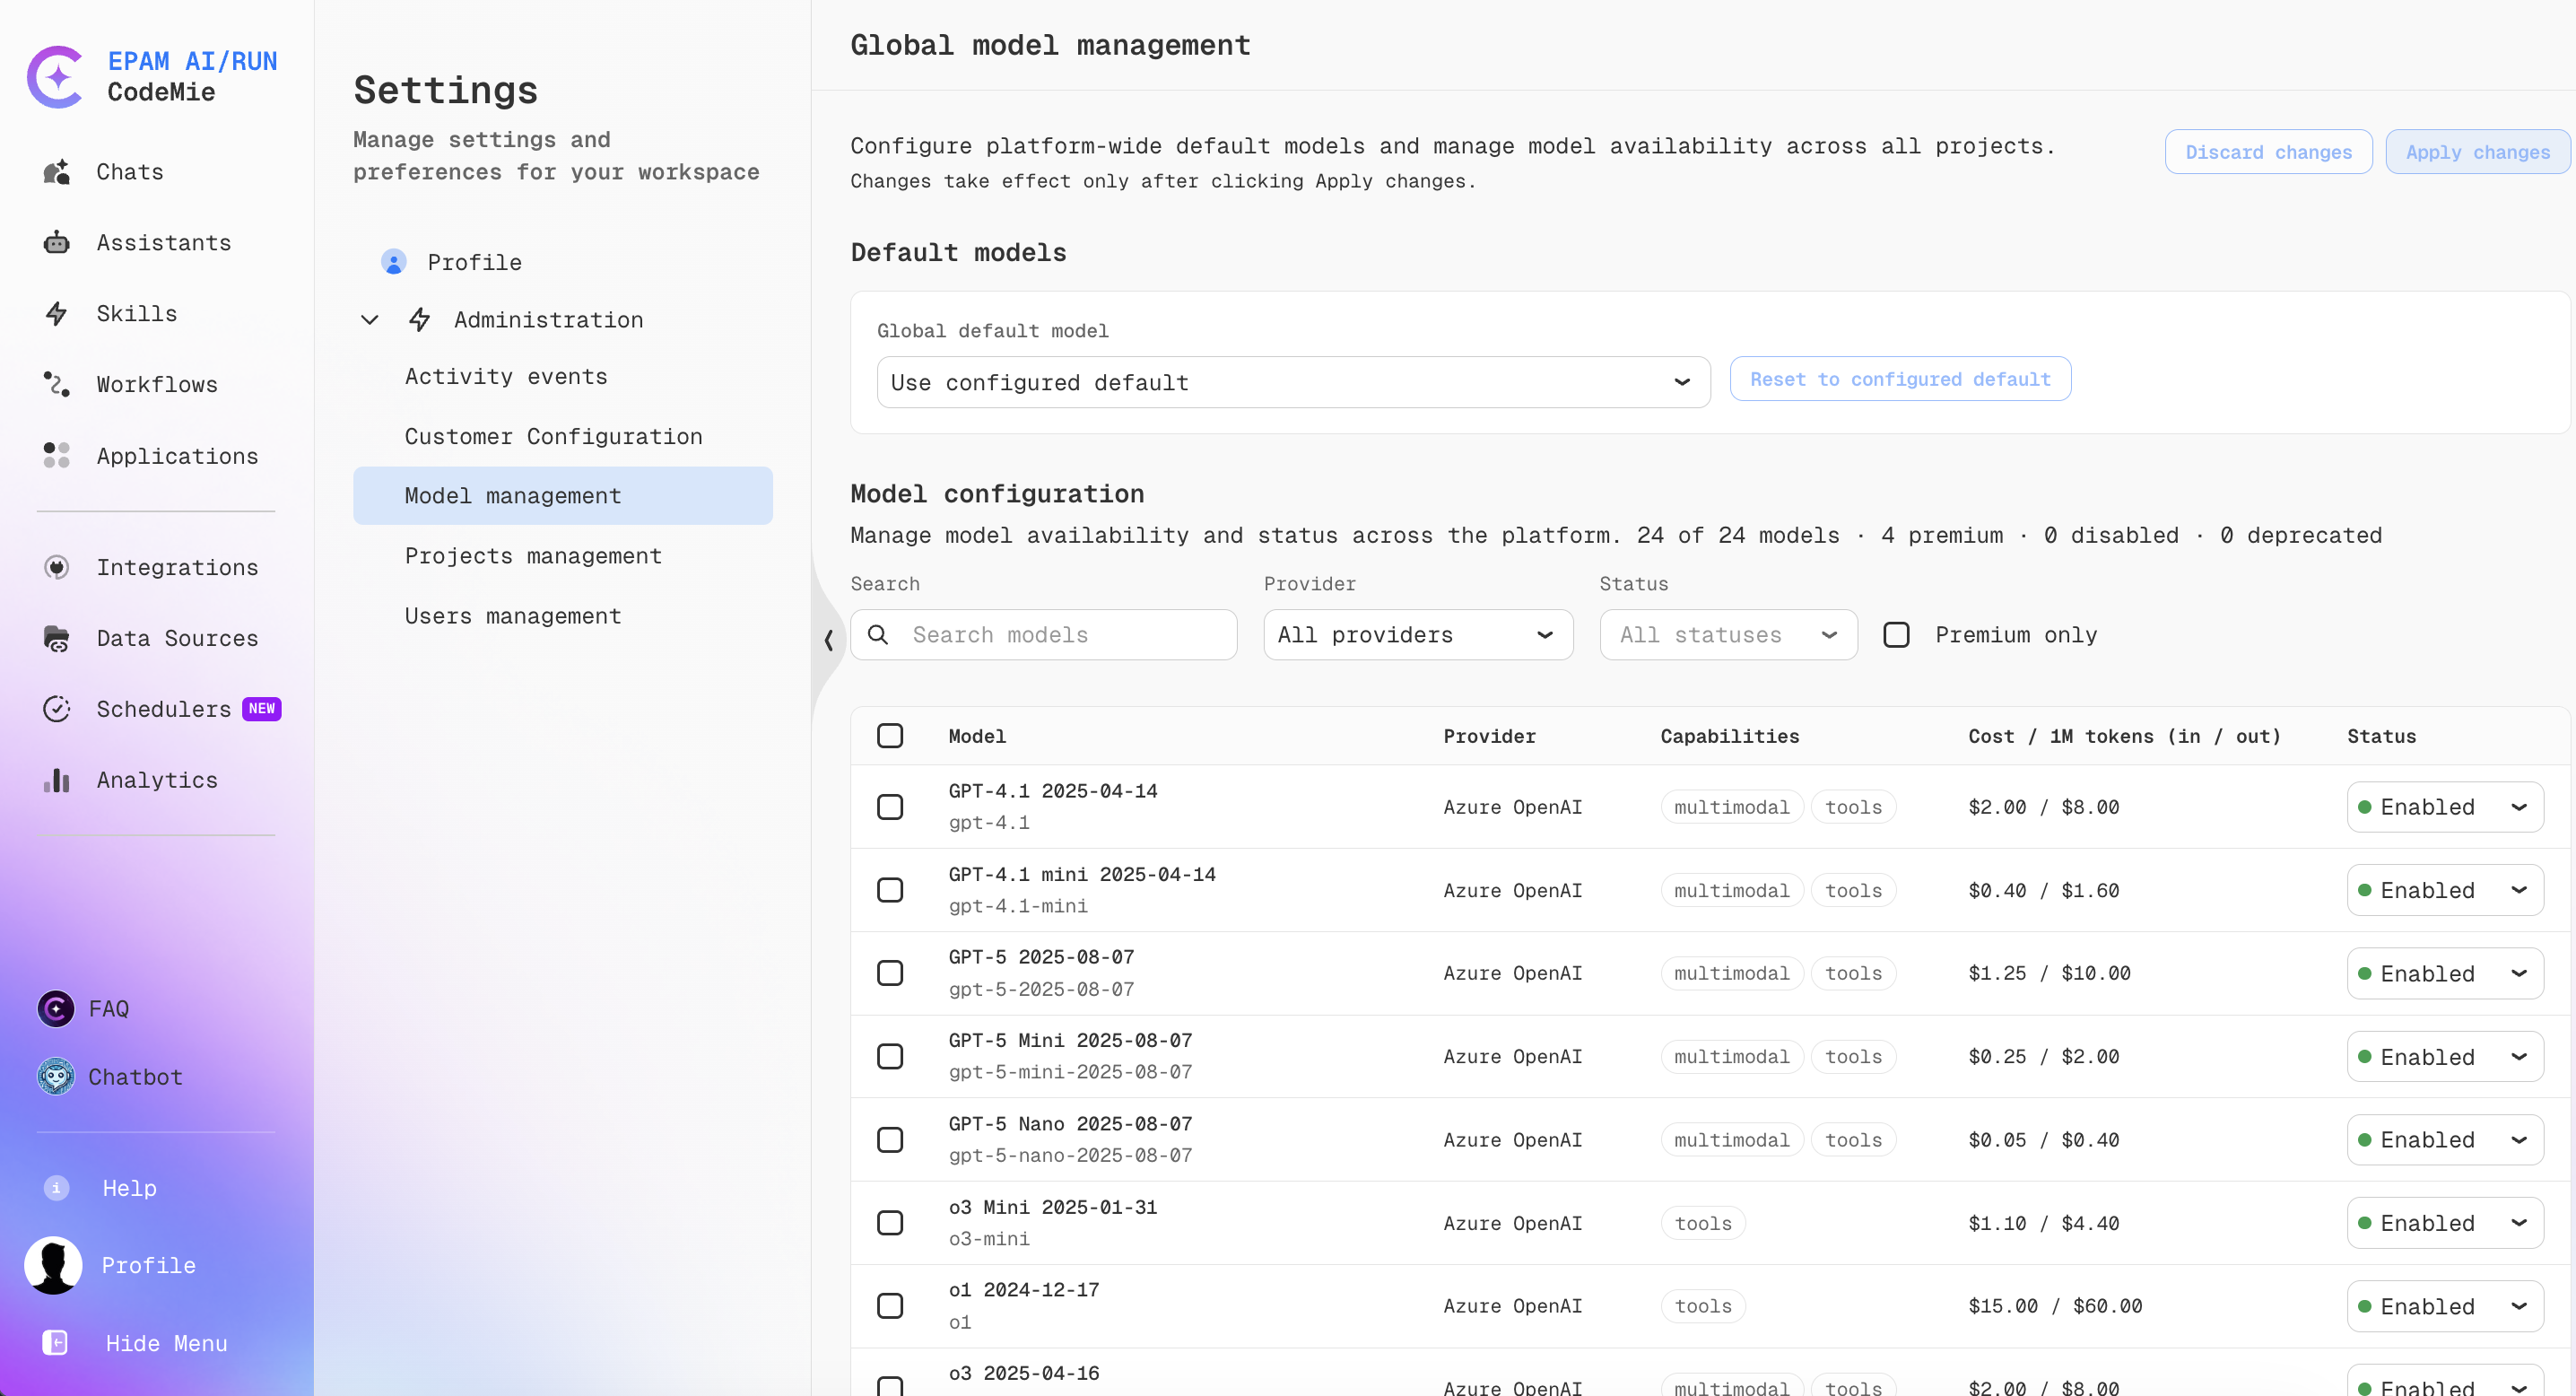 EPAM AI/RUN
CodeMie
Chats
Assistants
Skills
Workflows
Applications
Integrations
Data Sources
Schedulers NEW
Analytics
FAQ
Chatbot
Help
Profile
Hide Menu
Settings
Manage settings and
preferences for your workspace
Profile
Administration
Activity events
Customer Configuration
Model management
Projects management
Users management
Global model management
Configure platform-wide default models and manage model availability across all projects.
Changes take effect only after clicking Apply changes.
Discard changes
Apply changes
Default models
Global default model
Use configured default
Reset to configured default
Model configuration
Manage model availability and status across the platform. 24 of 24 models · 4 premium · 0 disabled · 0 deprecated
Search Provider Status
Search models All providers All statuses Premium only
Model Provider Capabilities Cost / 1M tokens (in / out) Status
GPT-4.1 2025-04-14
gpt-4.1
Azure OpenAI multimodal tools $2.00 / $8.00 Enabled
GPT-4.1 mini 2025-04-14
gpt-4.1-mini
Azure OpenAI multimodal tools $0.40 / $1.60 Enabled
GPT-5 2025-08-07
gpt-5-2025-08-07
Azure OpenAI multimodal tools $1.25 / $10.00 Enabled
GPT-5 Mini 2025-08-07
gpt-5-mini-2025-08-07
Azure OpenAI multimodal tools $0.25 / $2.00 Enabled
GPT-5 Nano 2025-08-07
gpt-5-nano-2025-08-07
Azure OpenAI multimodal tools $0.05 / $0.40 Enabled
o3 Mini 2025-01-31
o3-mini
Azure OpenAI tools $1.10 / $4.40 Enabled
o1 2024-12-17
o1
Azure OpenAI tools $15.00 / $60.00 Enabled
o3 2025-04-16
Azure OpenAI multimodal tools $2.00 / $8.00 Enabled